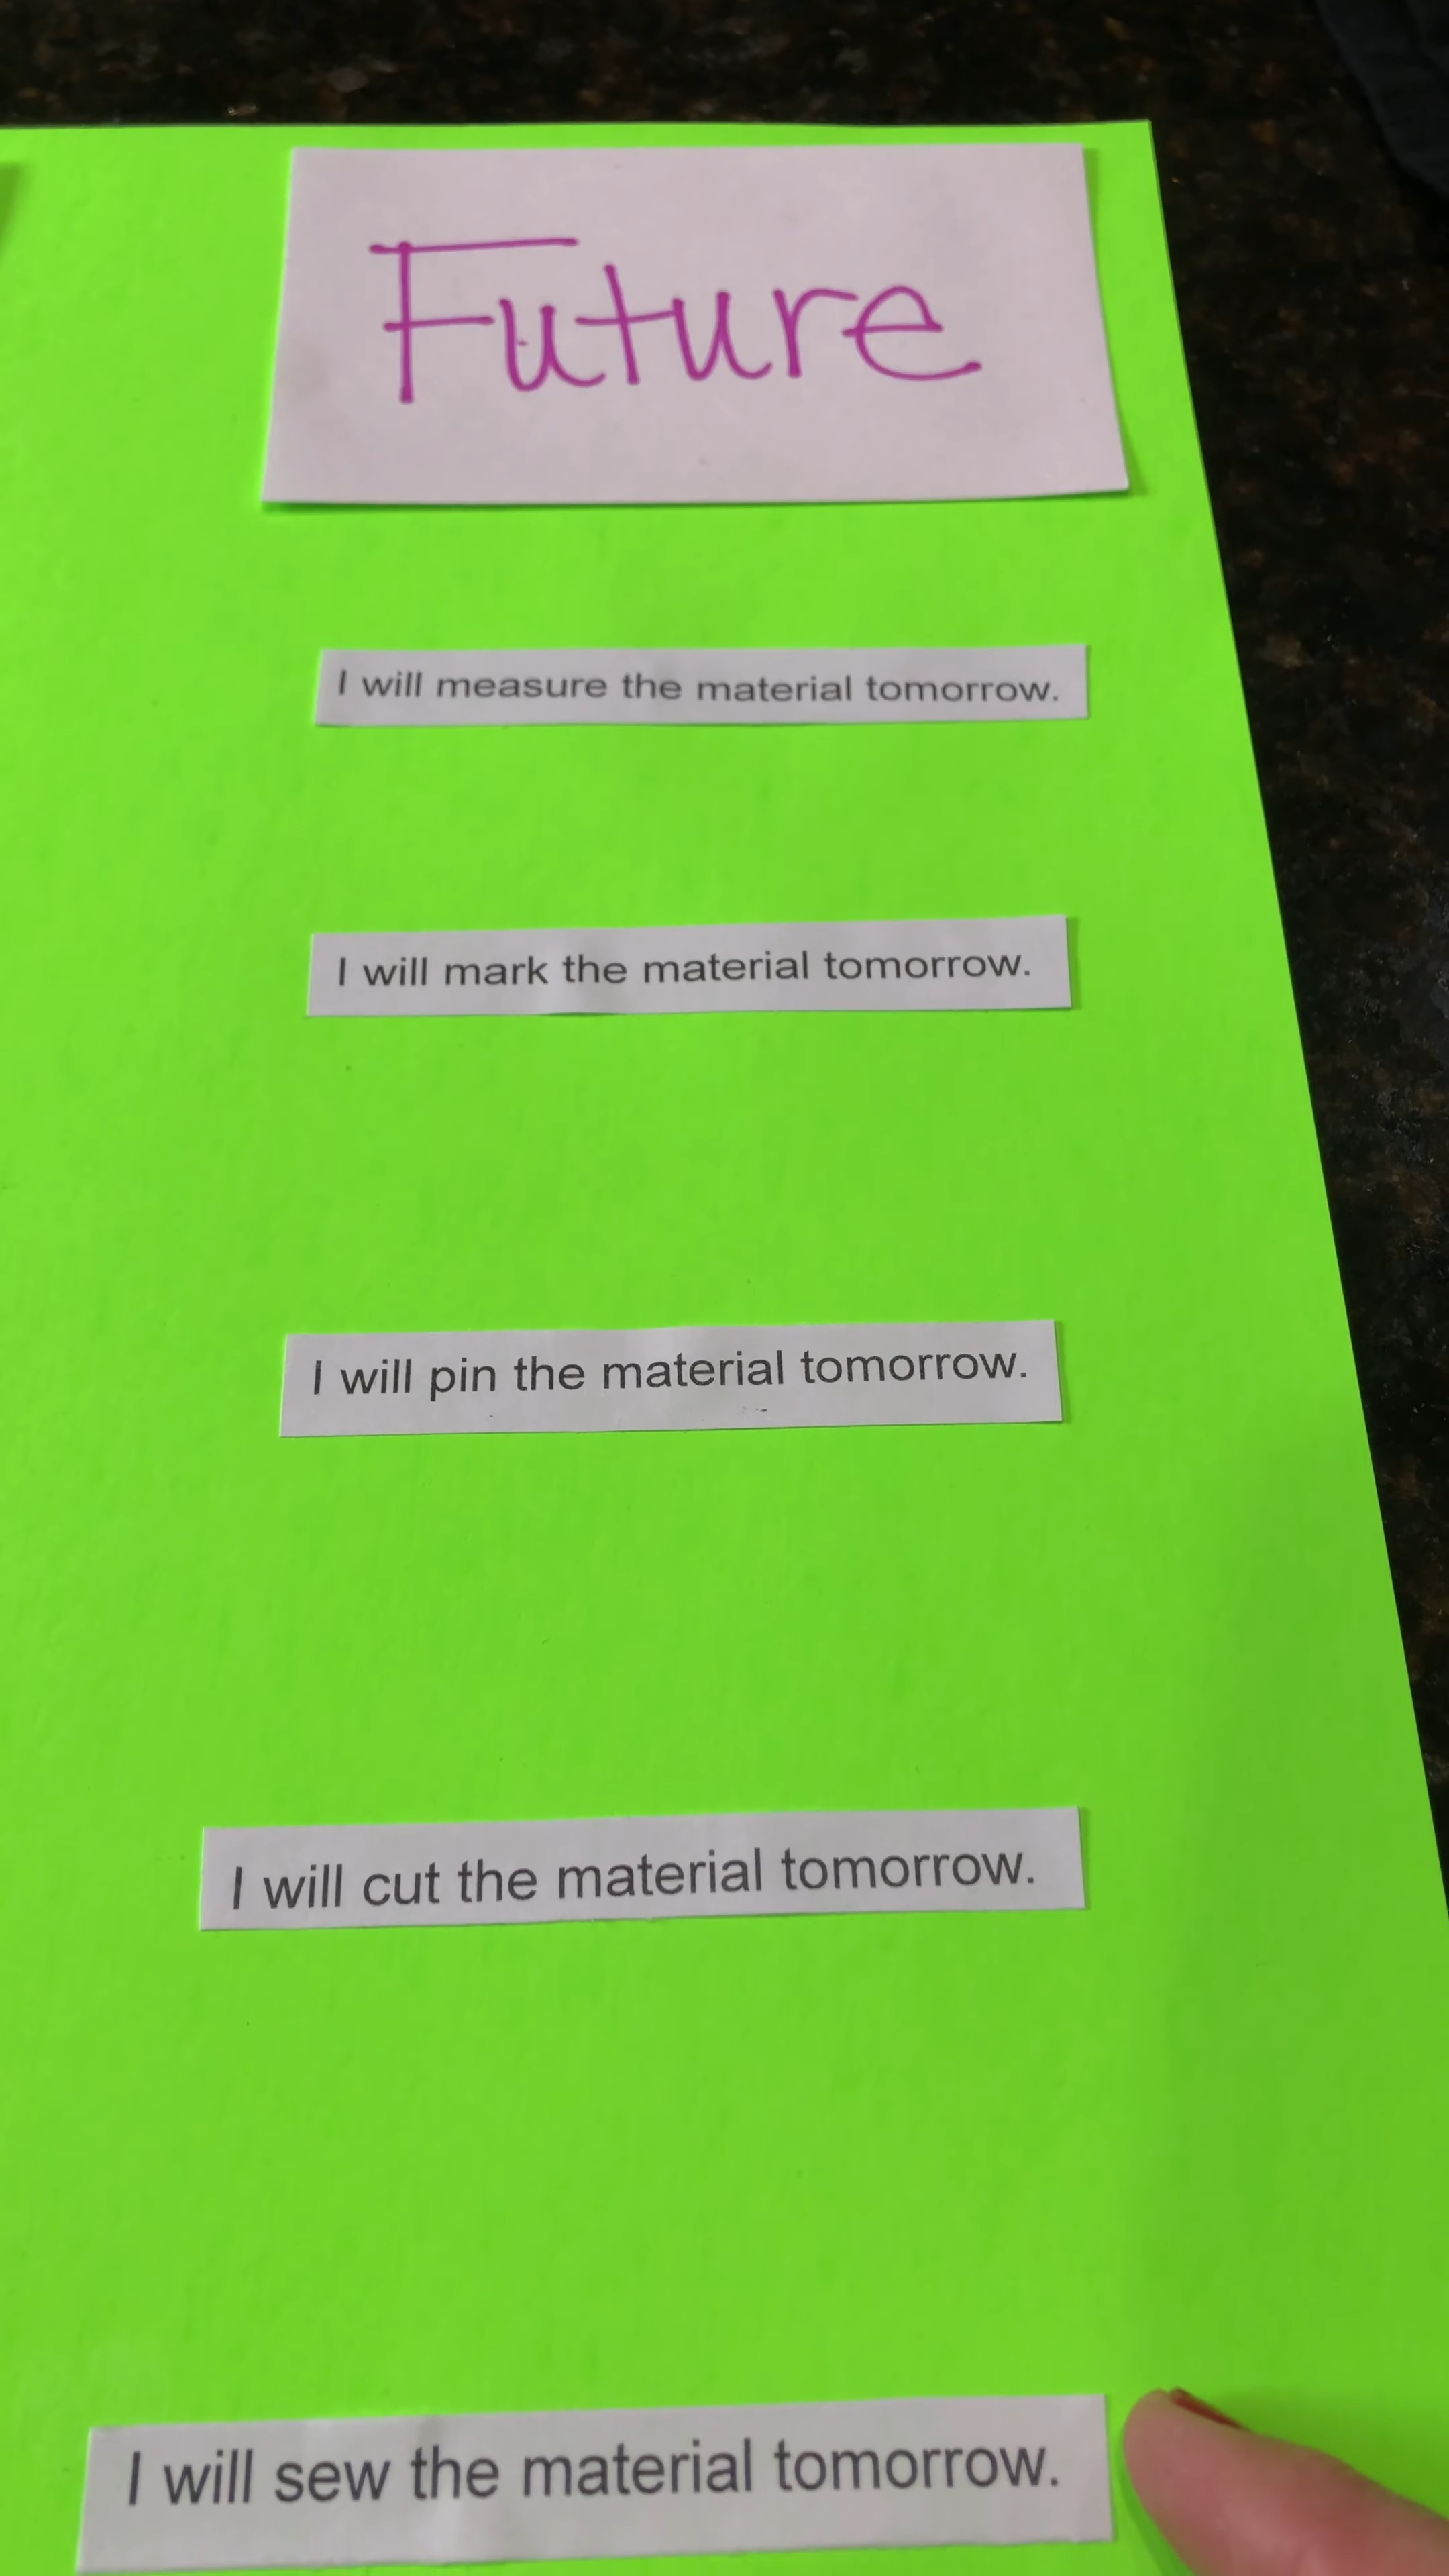 Future
I will measure the material tomorrow.
I will mark the material tomorrow.
I will pin the material tomorrow.
I will cut the material tomorrow.
I will sew the material tomorrow.